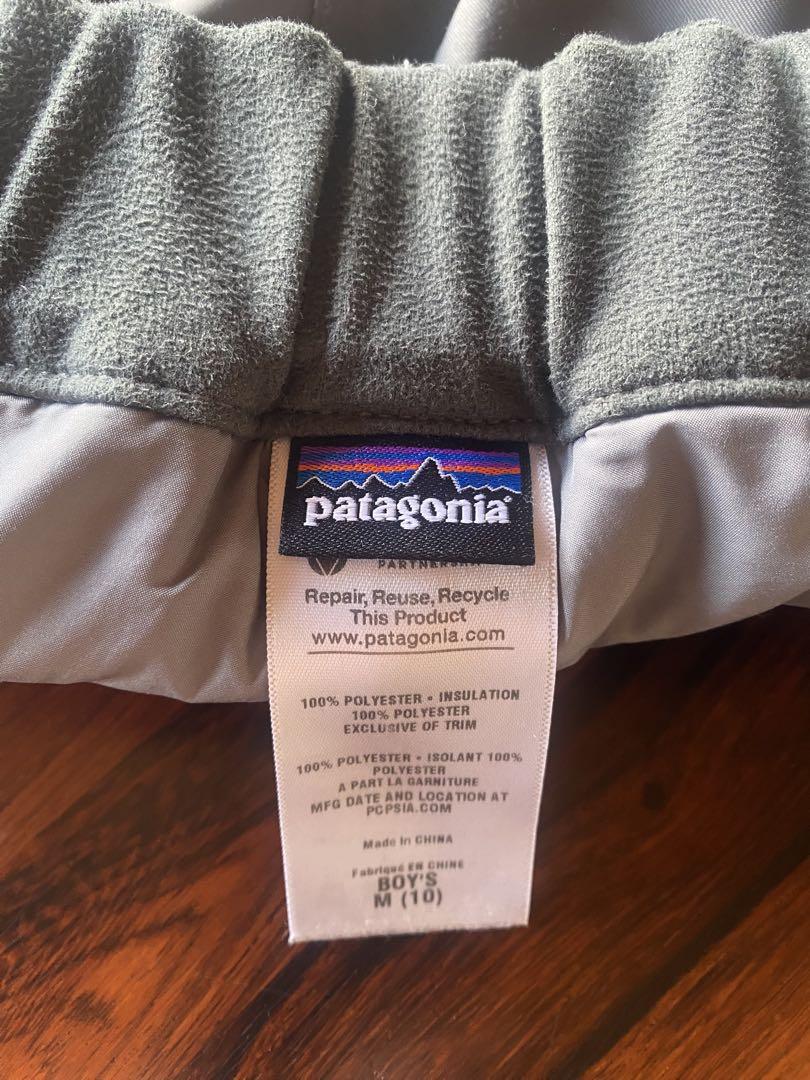 patagonia®
Repair, Reuse, Recycle
This Product
www.patagonia.com
100% POLYESTER • INSULATION
100% POLYESTER
EXCLUSIVE OF TRIM
100% POLYESTER • ISOLANT 100%
POLYESTER
A PART LA GARNITURE
MFG DATE AND LOCATION AT
PCPSIA.COM
Made In CHINA
Fabriqué EN CHINE
BOY'S
M (10)